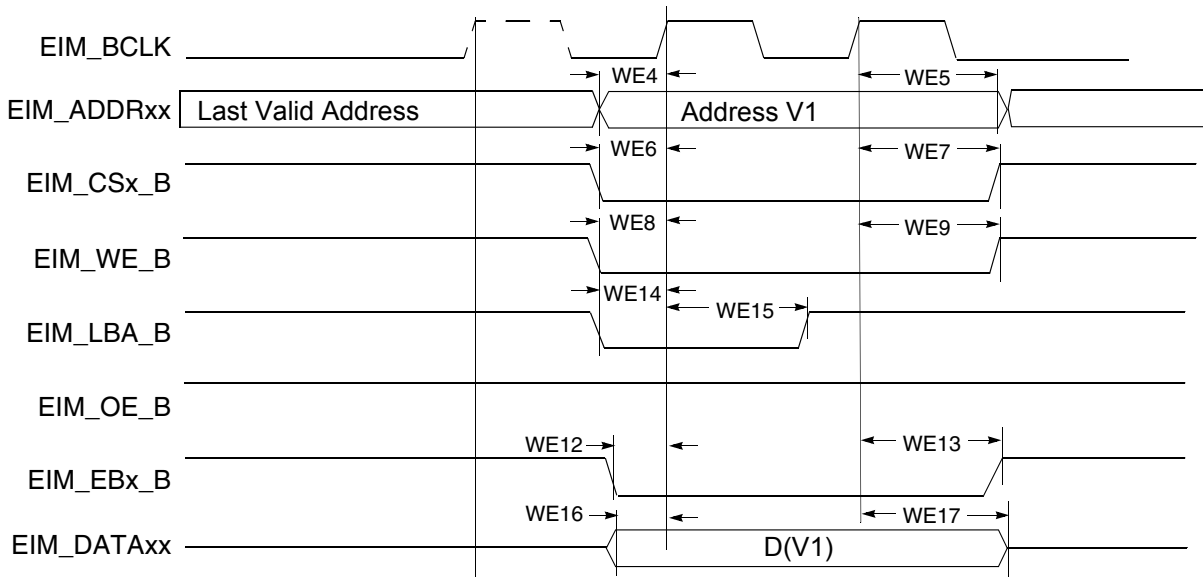 EIM_BCLK
WE4
WE5
EIM_ADDRxx
Last Valid Address
Address V1
WE6
WE7
EIM_CSx_B
WE8
WE9
EIM_WE_B
WE14
WE15
EIM_LBA_B
EIM_OE_B
WE12
WE13
EIM_EBx_B
WE16
WE17
EIM_DATAxx
D(V1)